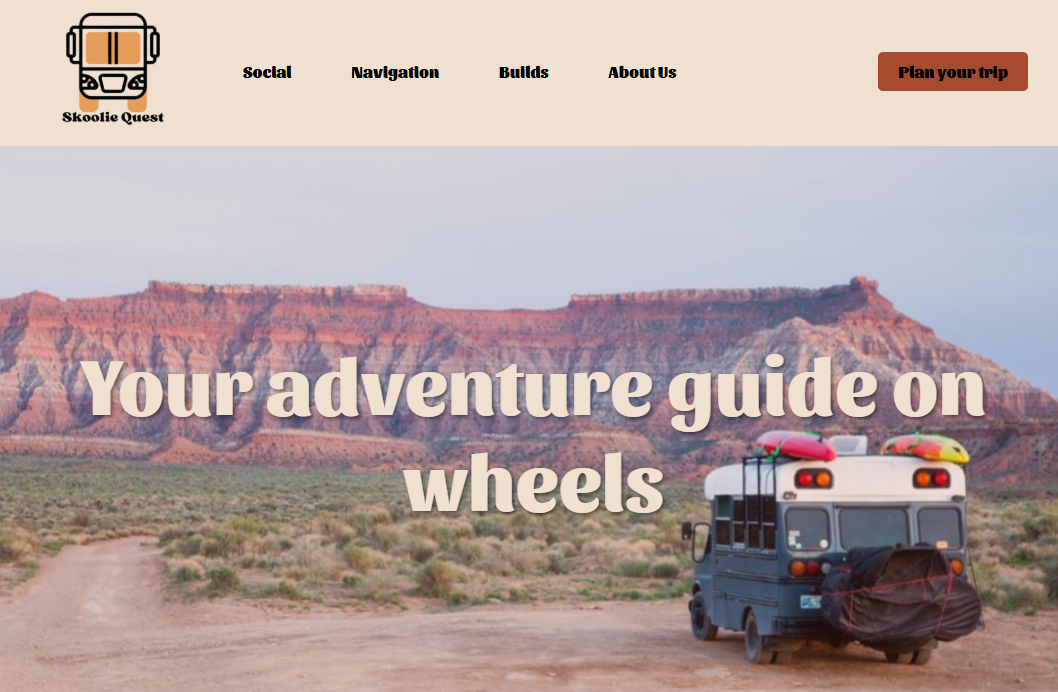 Skoolie Quest
Social
Navigation
Builds
About Us
Plan your trip
Your adventure guide on
wheels